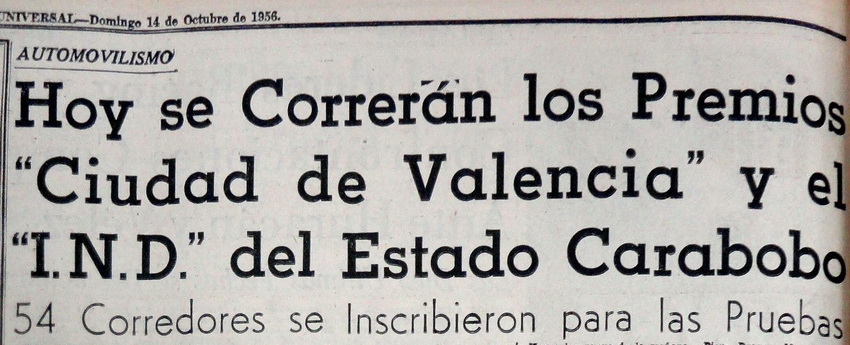 UNIVERSAL—Domingo 14 de Octubre de 1956.
AUTOMOVILISMO
Hoy se Correrán los Premios
“Ciudad de Valencia” y el
“I.N.D.” del Estado Carabobo
54 Corredores se Inscribieron para las Pruebas